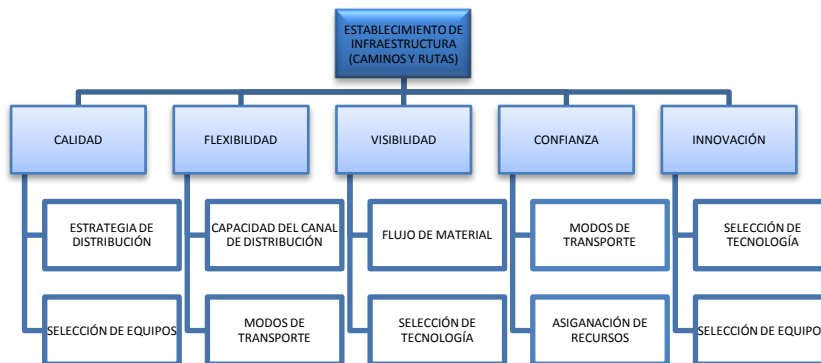 ESTABLECIMIENTO DE
INFRAESTRUCTURA
(CAMINOS Y RUTAS)
CALIDAD
FLEXIBILIDAD
VISIBILIDAD
CONFIANZA
INNOVACIÓN
ESTRATEGIA DE
DISTRIBUCIÓN
CAPACIDAD DEL CANAL
DE DISTRIBUCIÓN
FLUJO DE MATERIAL
MODOS DE
TRANSPORTE
SELECCIÓN DE
TECNOLOGÍA
SELECCIÓN DE EQUIPOS
MODOS DE
TRANSPORTE
SELECCIÓN DE
TECNOLOGÍA
ASIGANACIÓN DE
RECURSOS
SELECCIÓN DE EQUIPO